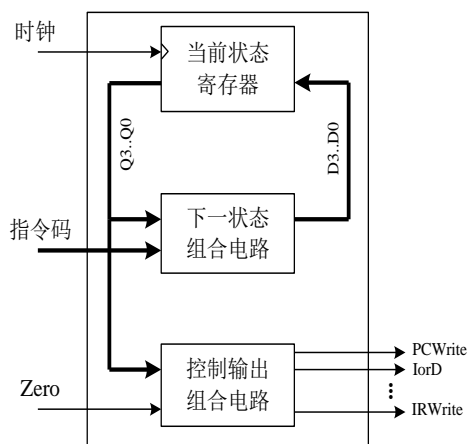 时钟
当前状态
寄存器
Q3..Q0
D3..D0
指令码
下一状态
组合电路
Zero
控制输出
组合电路
PCWrite
IorD
⋮
IRWrite